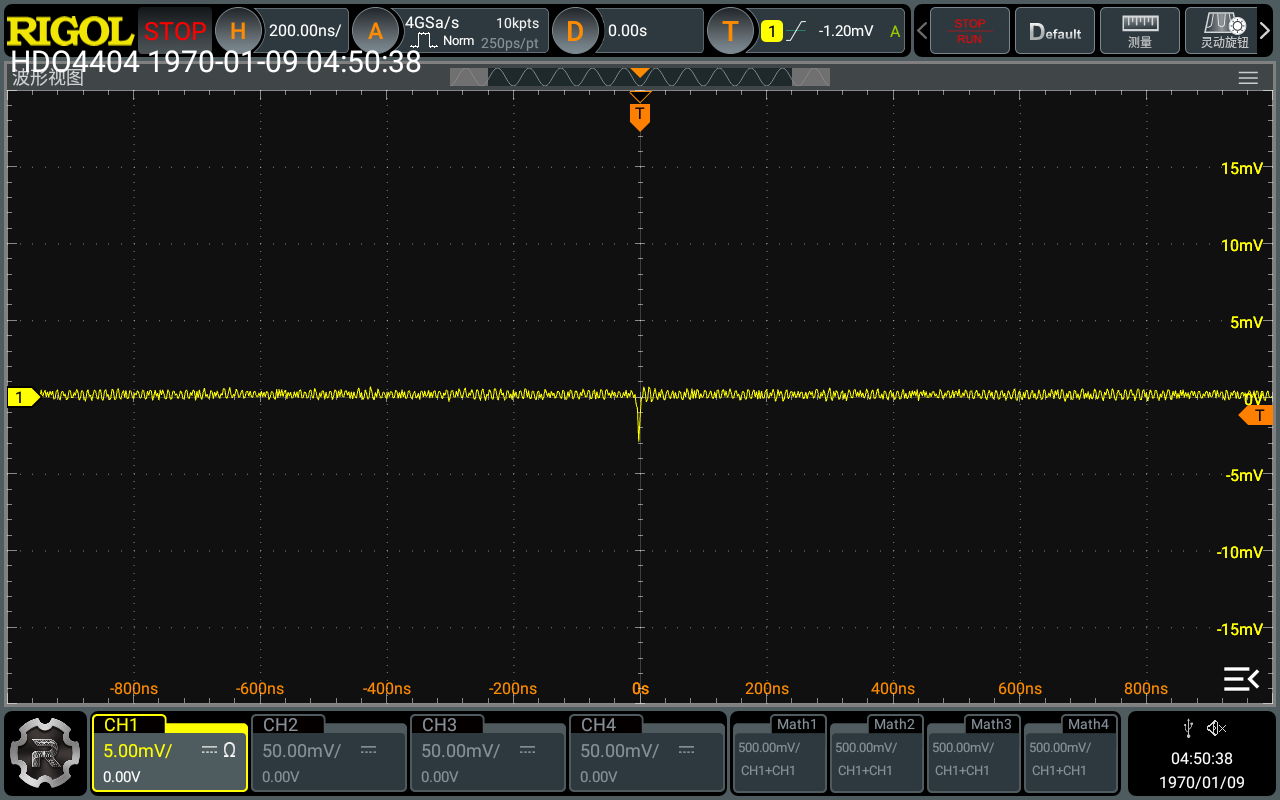 RIGOL STOP H 200.00ns/ A 4GSa/s Norm 10kpts 250ps/pt D 0.00s T 1 -1.20mV A STOP RUN Default 测量 灵动旋钮
HDO4404 1970-01-09 04:50:38
波形视图
T
15mV
10mV
5mV
1
0V
T
-5mV
-10mV
-15mV
-800ns -600ns -400ns -200ns 0s 200ns 400ns 600ns 800ns
CH1 CH2 CH3 CH4 Math1 Math2 Math3 Math4
5.00mV/ Ω 50.00mV/ 50.00mV/ 50.00mV/ 500.00mV/ 500.00mV/ 500.00mV/ 500.00mV/
0.00V 0.00V 0.00V 0.00V CH1+CH1 CH1+CH1 CH1+CH1 CH1+CH1
R
04:50:38
1970/01/09